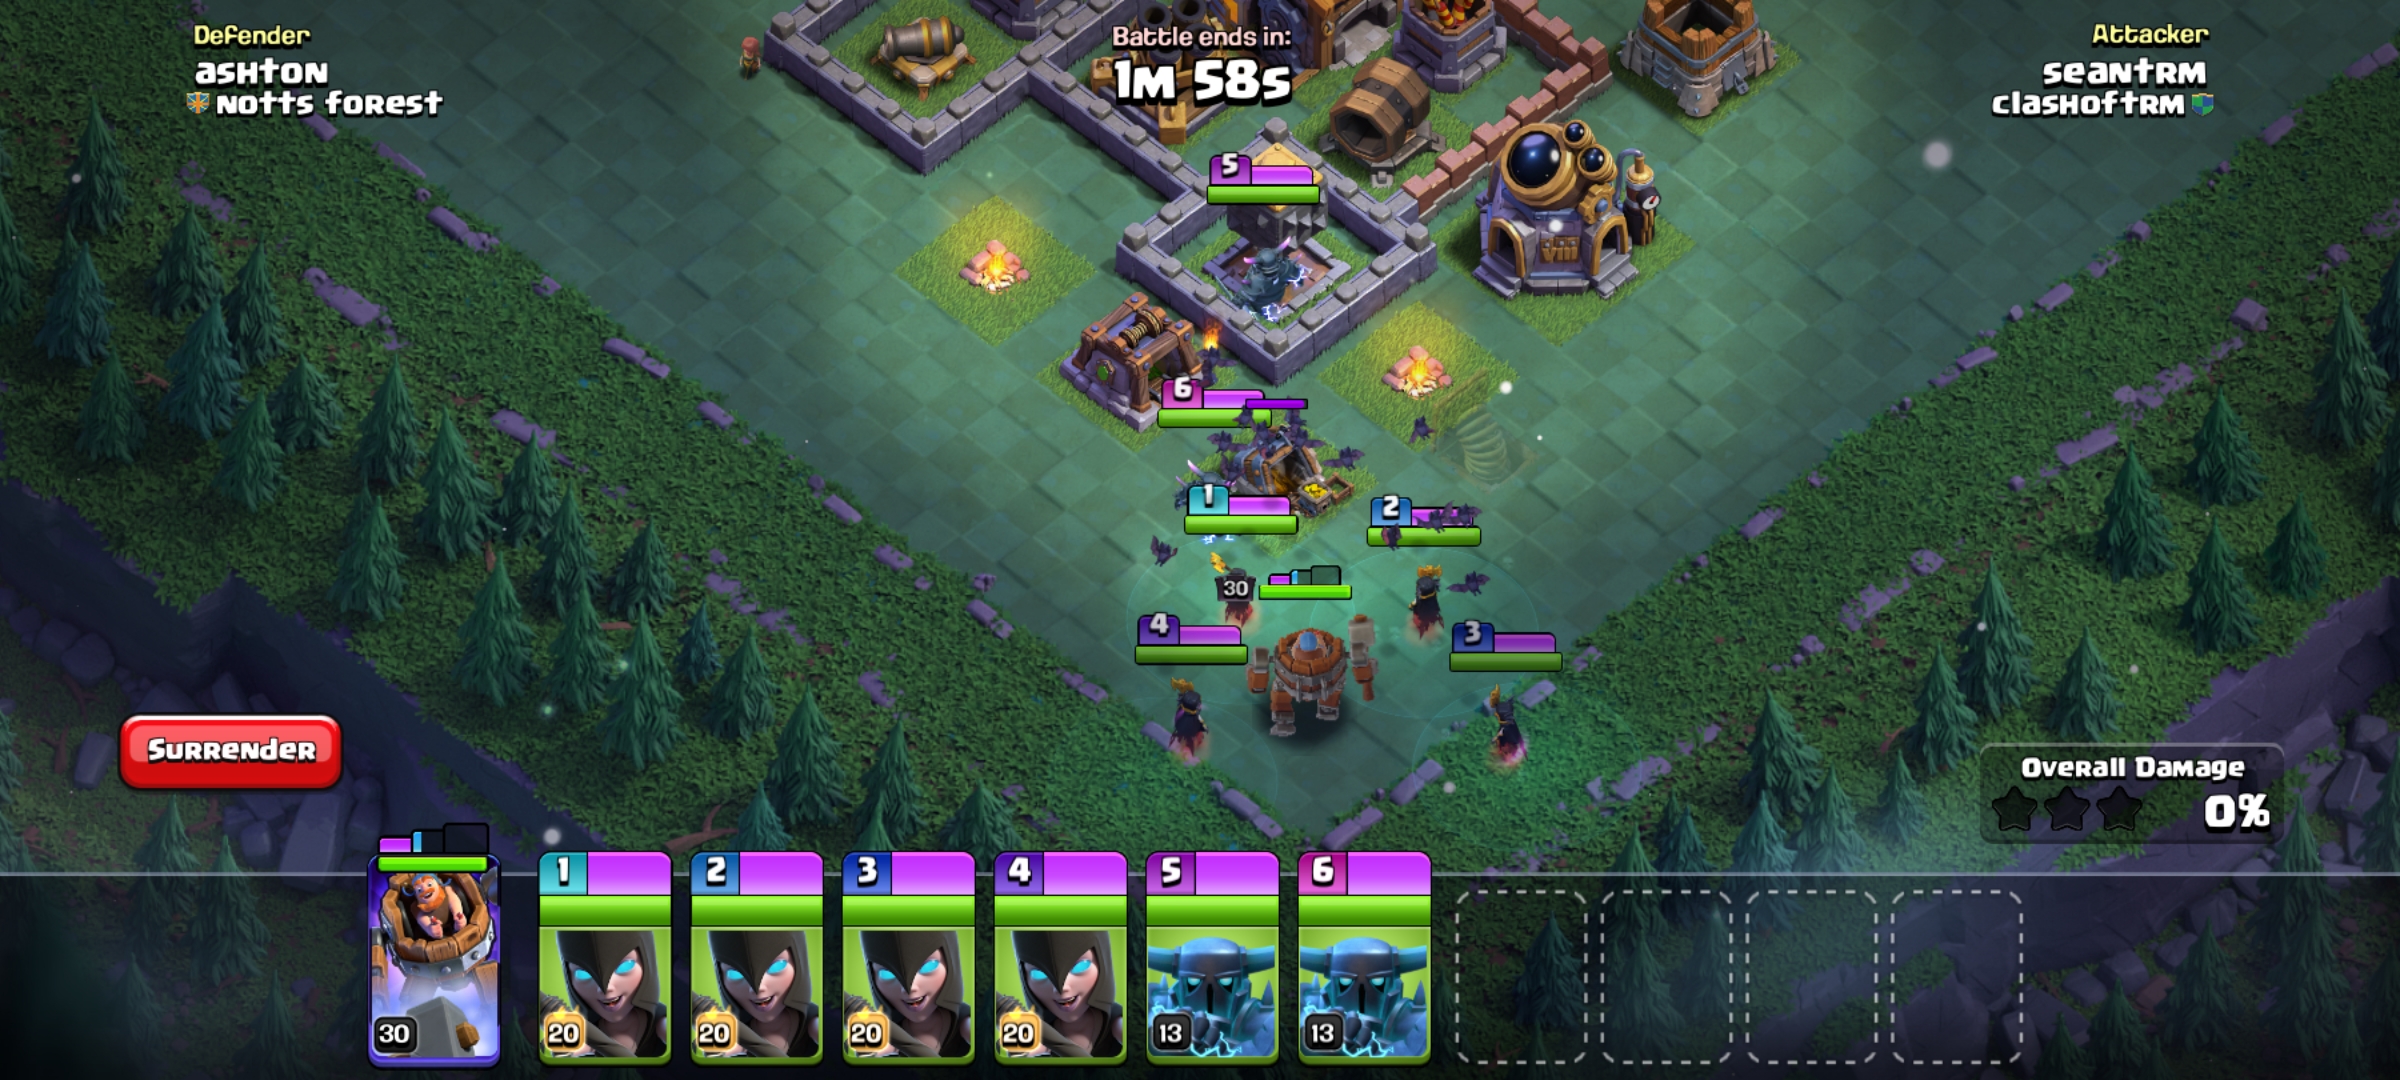 Defender
ashton
notts forest
Battle ends in:
1m 58s
Attacker
seantrm
clashoftrm
5
VIII
6
1
2
30
4
3
Surrender
Overall Damage
0%
1
2
3
4
5
6
30
20
20
20
20
13
13